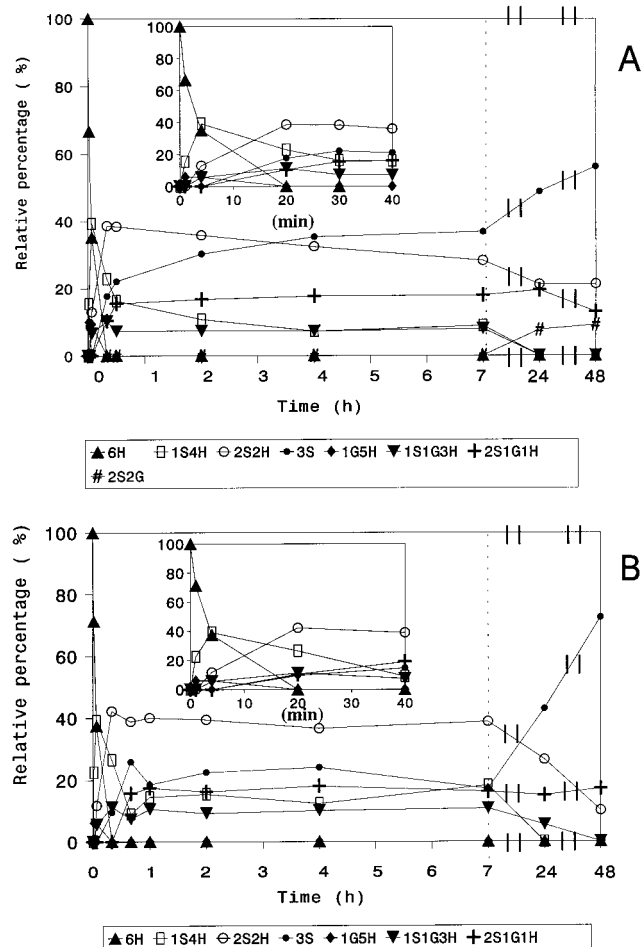 A
Relative percentage ( %)
100
80
60
40
20
0
100
80
60
40
20
0
0 10 20 30 40
(min)
0 1 2 3 4 5 6 7 24 48
Time (h)
▲ 6H □ 1S4H ○ 2S2H • 3S ◆ 1G5H ▼ 1S1G3H + 2S1G1H
# 2S2G
B
Relative percentage ( %)
100
80
60
40
20
0
100
80
60
40
20
0
0 10 20 30 40
(min)
0 1 2 3 4 5 6 7 24 48
Time (h)
▲ 6H □ 1S4H ○ 2S2H • 3S ◆ 1G5H ▼ 1S1G3H + 2S1G1H